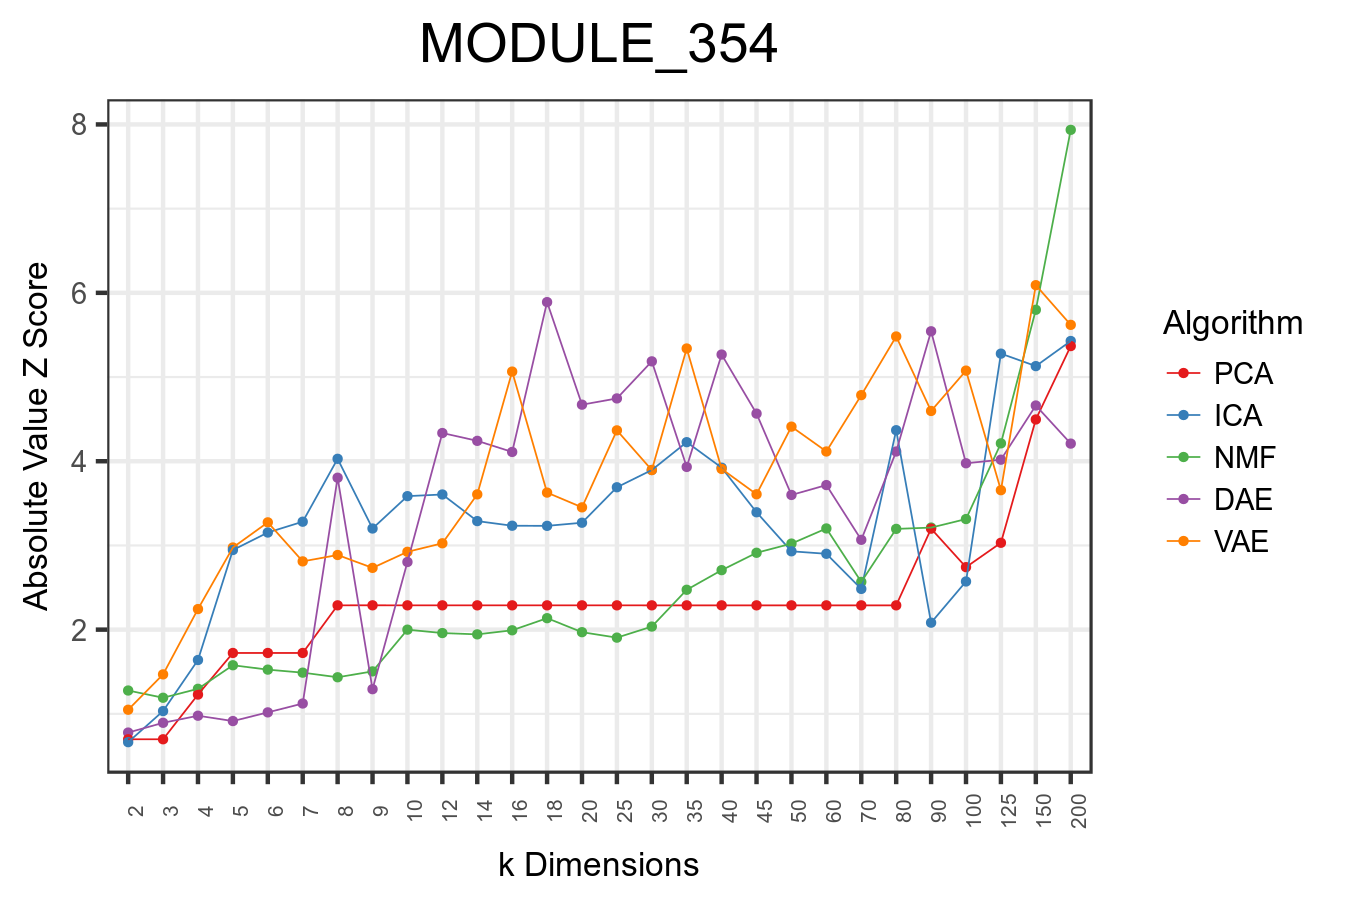 MODULE_354
Absolute Value Z Score
8
6
4
2
2 3 4 5 6 7 8 9 10 12 14 16 18 20 25 30 35 40 45 50 60 70 80 90 100 125 150 200
k Dimensions
Algorithm
PCA
ICA
NMF
DAE
VAE